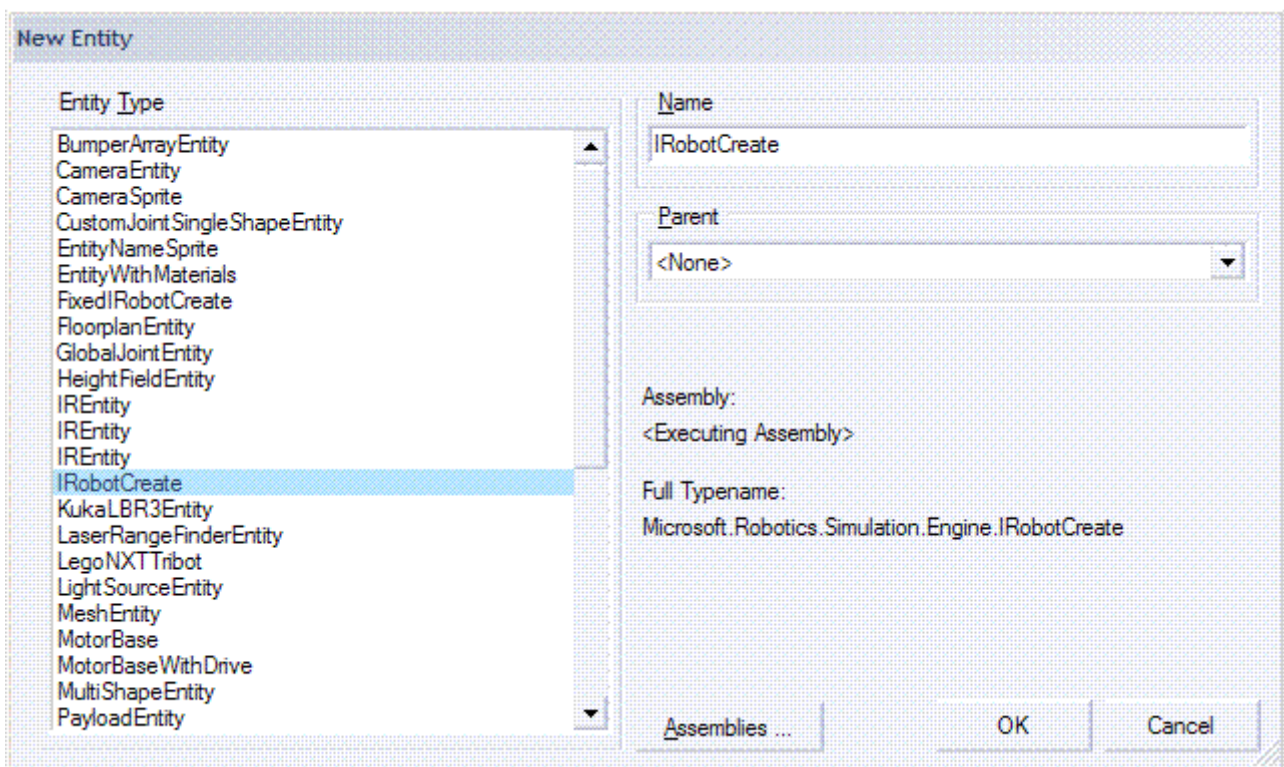 New Entity
Entity Type
BumperArrayEntity
CameraEntity
CameraSprite
CustomJointSingleShapeEntity
EntityNameSprite
EntityWithMaterials
FixedIRobotCreate
FloorplanEntity
GlobalJointEntity
HeightFieldEntity
IREntity
IREntity
IREntity
IRobotCreate
KukaLBR3Entity
LaserRangeFinderEntity
LegoNXTTribot
LightSourceEntity
MeshEntity
MotorBase
MotorBaseWithDrive
MultiShapeEntity
PayloadEntity
Name
IRobotCreate
Parent
<None>
Assembly:
<Executing Assembly>
Full Typename:
Microsoft.Robotics.Simulation.Engine.IRobotCreate
Assemblies ...
OK
Cancel